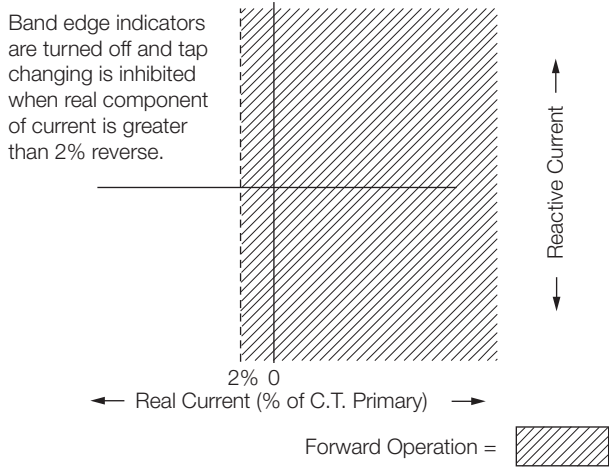 Band edge indicators
are turned off and tap
changing is inhibited
when real component
of current is greater
than 2% reverse.
Reactive Current
2% 0
Real Current (% of C.T. Primary)
Forward Operation =